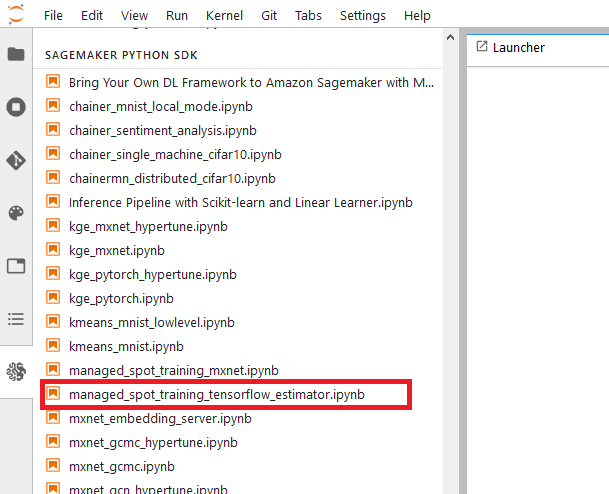 File Edit View Run Kernel Git Tabs Settings Help
SAGEMAKER PYTHON SDK
Launcher
Bring Your Own DL Framework to Amazon Sagemaker with M...
chainer_mnist_local_mode.ipynb
chainer_sentiment_analysis.ipynb
chainer_single_machine_cifar10.ipynb
chainermn_distributed_cifar10.ipynb
Inference Pipeline with Scikit-learn and Linear Learner.ipynb
kge_mxnet_hypertune.ipynb
kge_mxnet.ipynb
kge_pytorch_hypertune.ipynb
kge_pytorch.ipynb
kmeans_mnist_lowlevel.ipynb
kmeans_mnist.ipynb
managed_spot_training_mxnet.ipynb
managed_spot_training_tensorflow_estimator.ipynb
mxnet_embedding_server.ipynb
mxnet_gcmc_hypertune.ipynb
mxnet_gcmc.ipynb
mxnet_gcn_hypertune.ipynb